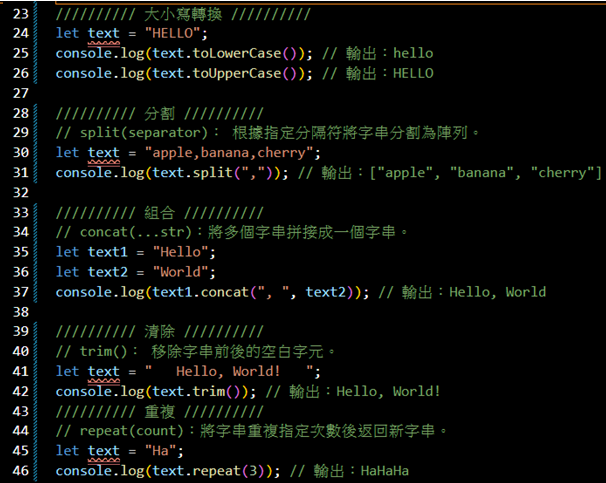 23 ////////// 大小寫轉換 //////////
24 let text = "HELLO";
25 console.log(text.toLowerCase()); // 輸出：hello
26 console.log(text.toUpperCase()); // 輸出：HELLO
27
28 ////////// 分割 //////////
29 // split(separator)： 根據指定分隔符將字串分割為陣列。
30 let text = "apple,banana,cherry";
31 console.log(text.split(",")); // 輸出：["apple", "banana", "cherry"]
32
33 ////////// 組合 //////////
34 // concat(...str)：將多個字串拼接成一個字串。
35 let text1 = "Hello";
36 let text2 = "World";
37 console.log(text1.concat(", ", text2)); // 輸出：Hello, World
38
39 ////////// 清除 //////////
40 // trim()： 移除字串前後的空白字元。
41 let text = "   Hello, World!   ";
42 console.log(text.trim()); // 輸出：Hello, World!
43 ////////// 重複 //////////
44 // repeat(count)：將字串重複指定次數後返回新字串。
45 let text = "Ha";
46 console.log(text.repeat(3)); // 輸出：HaHaHa